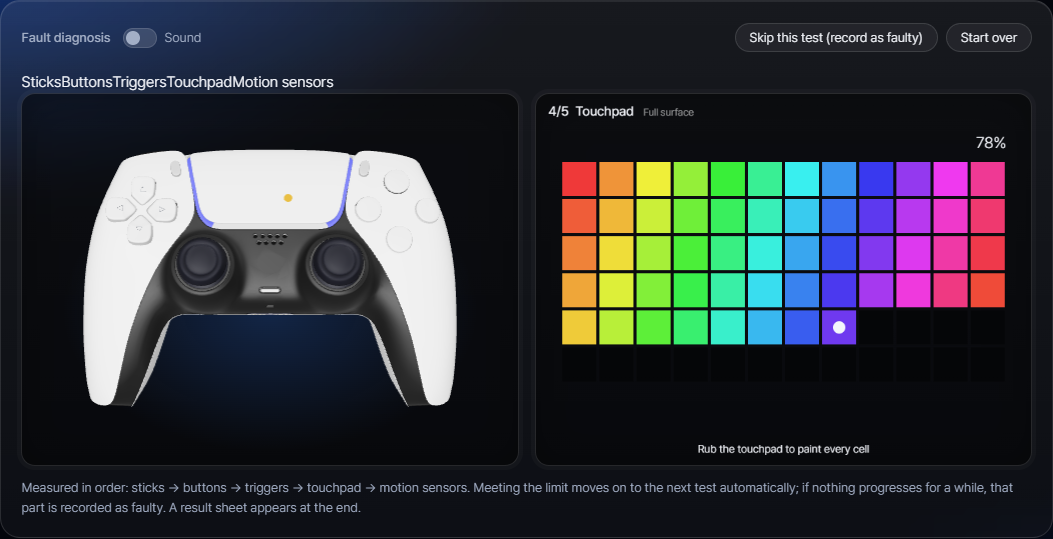 Fault diagnosis Sound Skip this test (record as faulty) Start over
SticksButtonsTriggersTouchpadMotion sensors
4/5 Touchpad Full surface
78%
Rub the touchpad to paint every cell
Measured in order: sticks → buttons → triggers → touchpad → motion sensors. Meeting the limit moves on to the next test automatically; if nothing progresses for a while, that
part is recorded as faulty. A result sheet appears at the end.